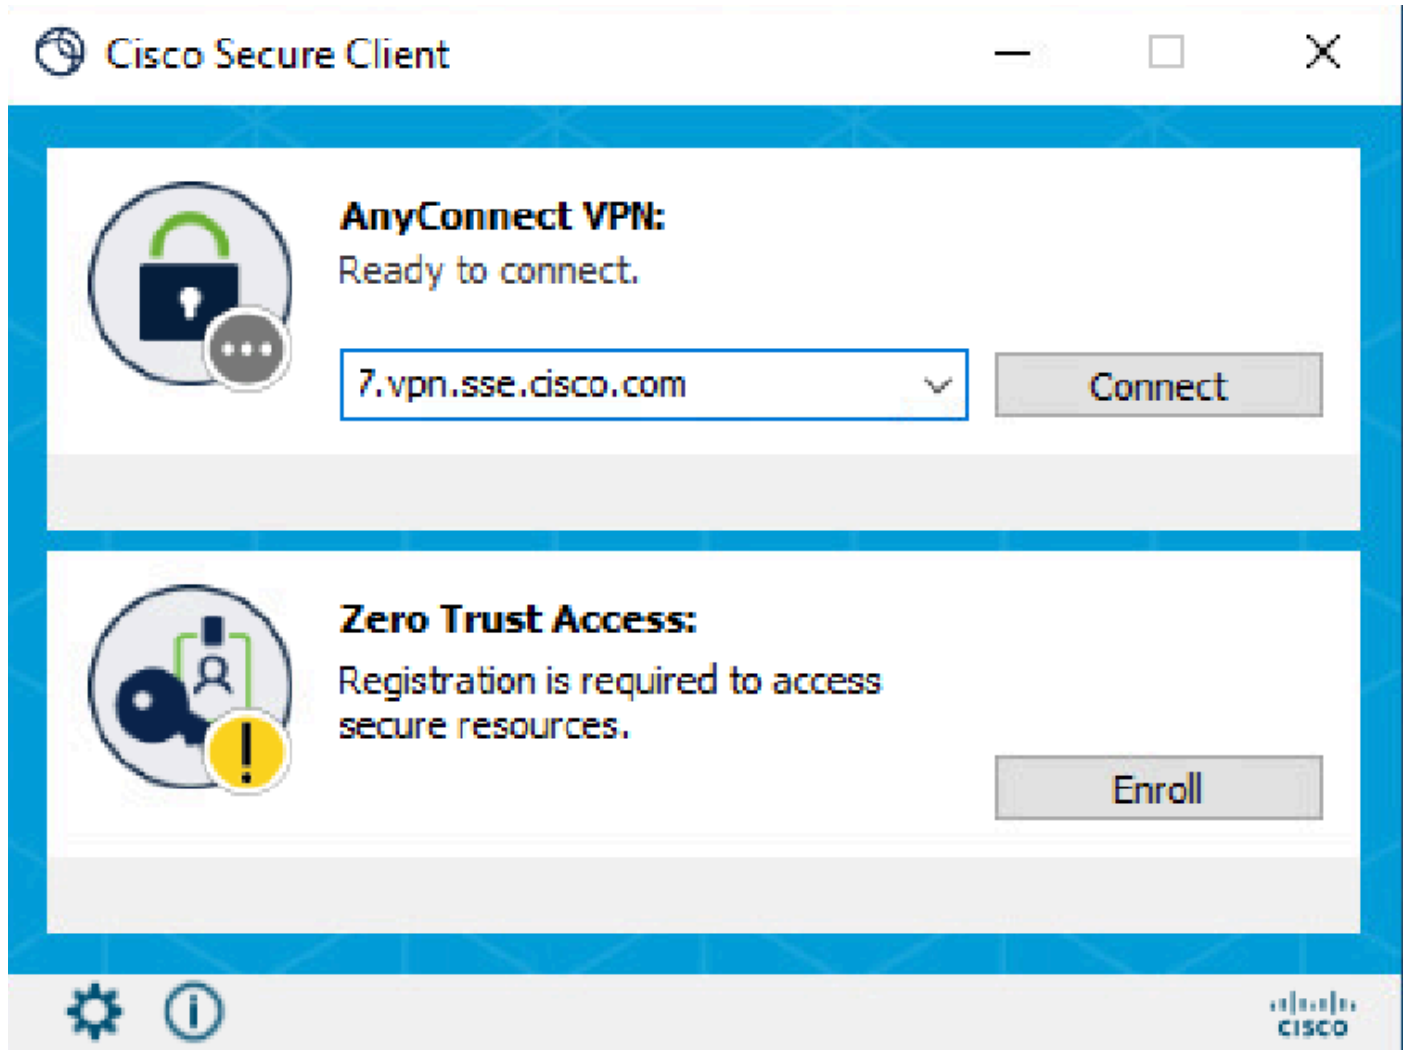 Cisco Secure Client
AnyConnect VPN:
Ready to connect.
7.vpn.sse.cisco.com
Connect
Zero Trust Access:
Registration is required to access
secure resources.
Enroll
CISCO